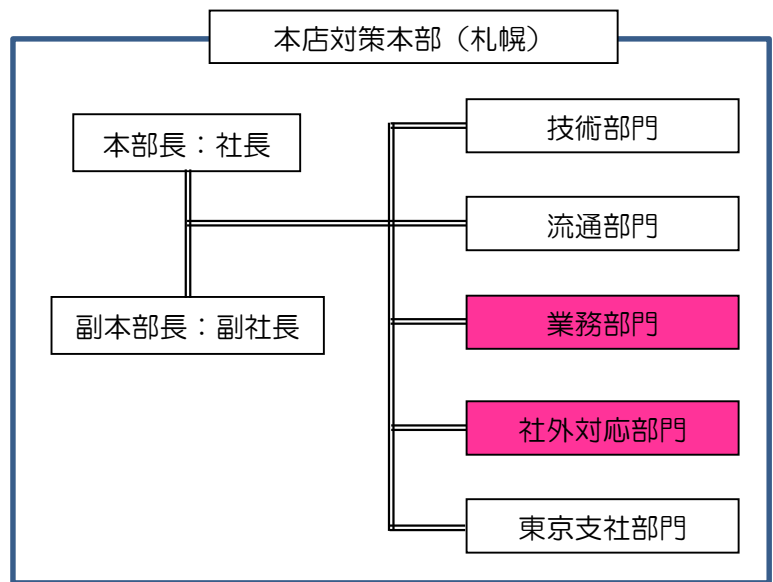 本店対策本部（札幌）
本部長：社長
副本部長：副社長
技術部門
流通部門
業務部門
社外対応部門
東京支社部門